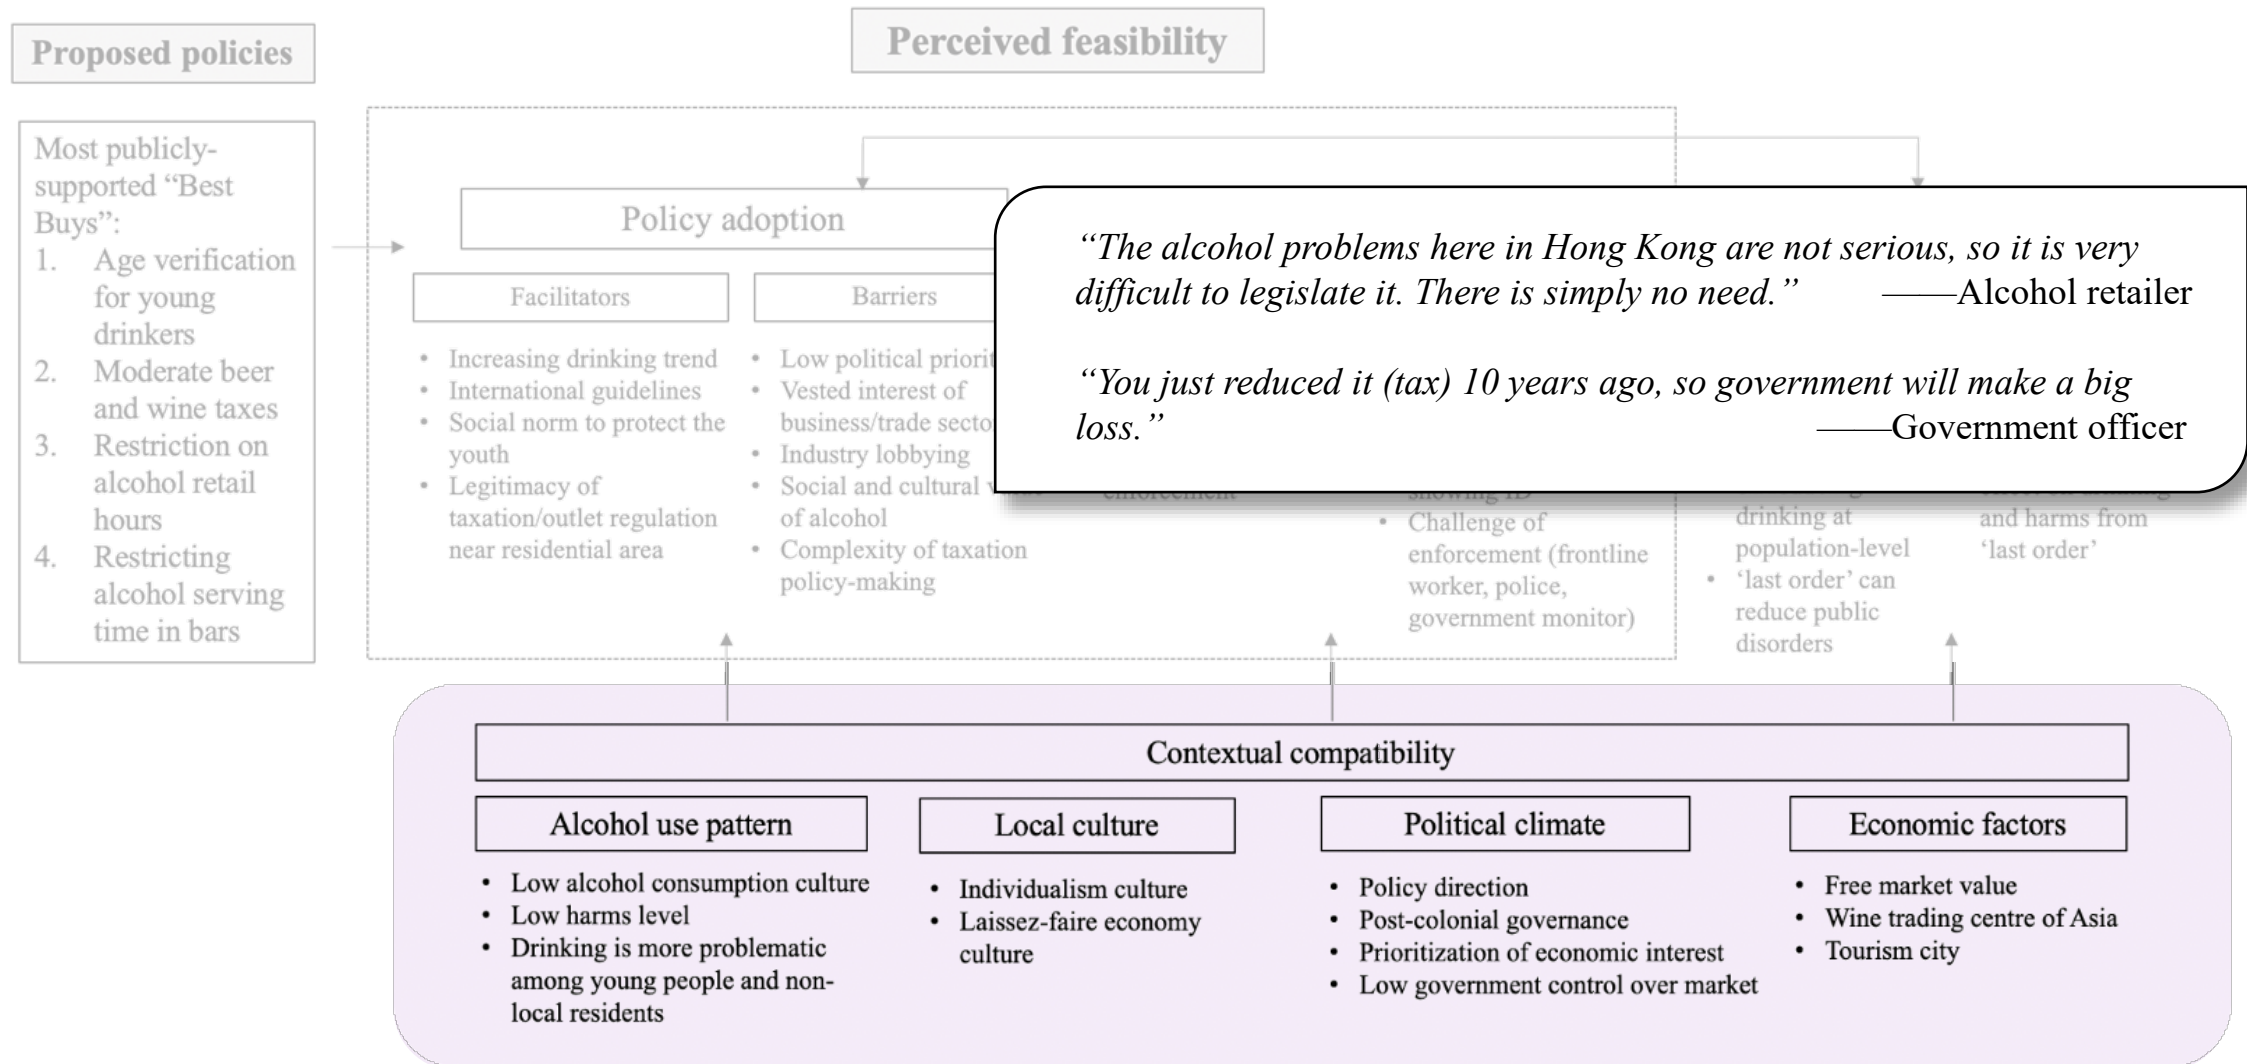 Proposed policies
Perceived feasibility
Most publicly-
supported “Best
Buys”:
1. Age verification
for young
drinkers
2. Moderate beer
and wine taxes
3. Restriction on
alcohol retail
hours
4. Restricting
alcohol serving
time in bars
Policy adoption
Facilitators
• Increasing drinking trend
• International guidelines
• Social norm to protect the
youth
• Legitimacy of
taxation/outlet regulation
near residential area
Barriers
• Low political
• Vested interest of
business/trade
• Industry lobbying
• Social and cultural
of alcohol
• Complexity of taxation
policy-making
“The alcohol problems here in Hong Kong are not serious, so it is very
difficult to legislate it. There is simply no need.” ——Alcohol retailer
“You just reduced it (tax) 10 years ago, so government will make a big
loss.” ——Government officer
enforcement
showing ID
• Challenge of
enforcement (frontline
worker, police,
government monitor)
drinking at
population-level
• ‘last order’ can
reduce public
disorders
and harms from
‘last order’
Contextual compatibility
Alcohol use pattern
• Low alcohol consumption culture
• Low harms level
• Drinking is more problematic
among young people and non-
local residents
Local culture
• Individualism culture
• Laissez-faire economy
culture
Political climate
• Policy direction
• Post-colonial governance
• Prioritization of economic interest
• Low government control over market
Economic factors
• Free market value
• Wine trading centre of Asia
• Tourism city